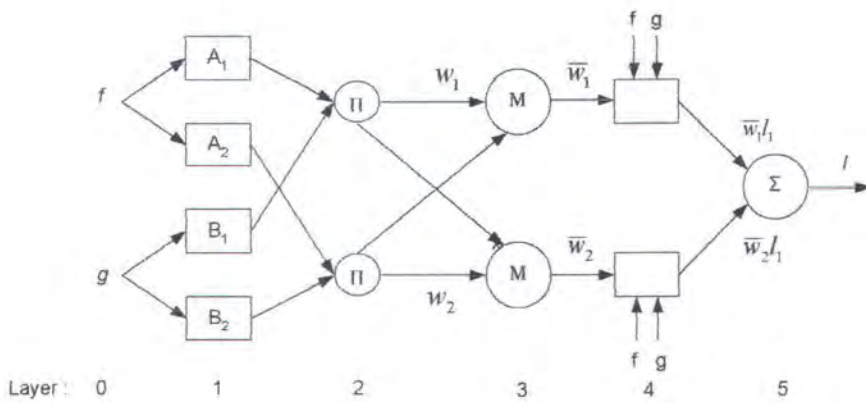 f g
A₁
w₁
w̅₁
f
Π
M
A₂
w̅₁l₁
Σ
l
B₁
w̅₂
w̅₂l₁
g
Π
M
B₂
w₂
f g
Layer : 0 1 2 3 4 5